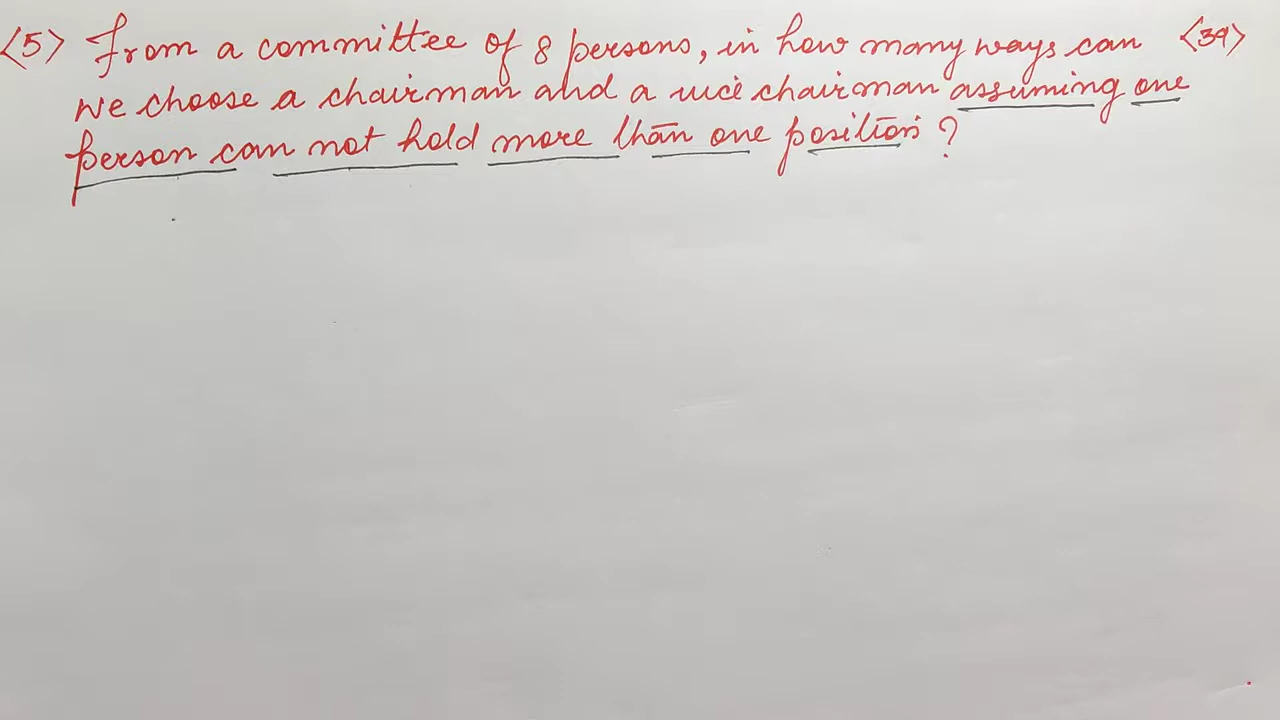 <5> From a committee of 8 persons, in how many ways can <39>
we choose a chairman and a vice chairman assuming one
person can not hold more than one position ?